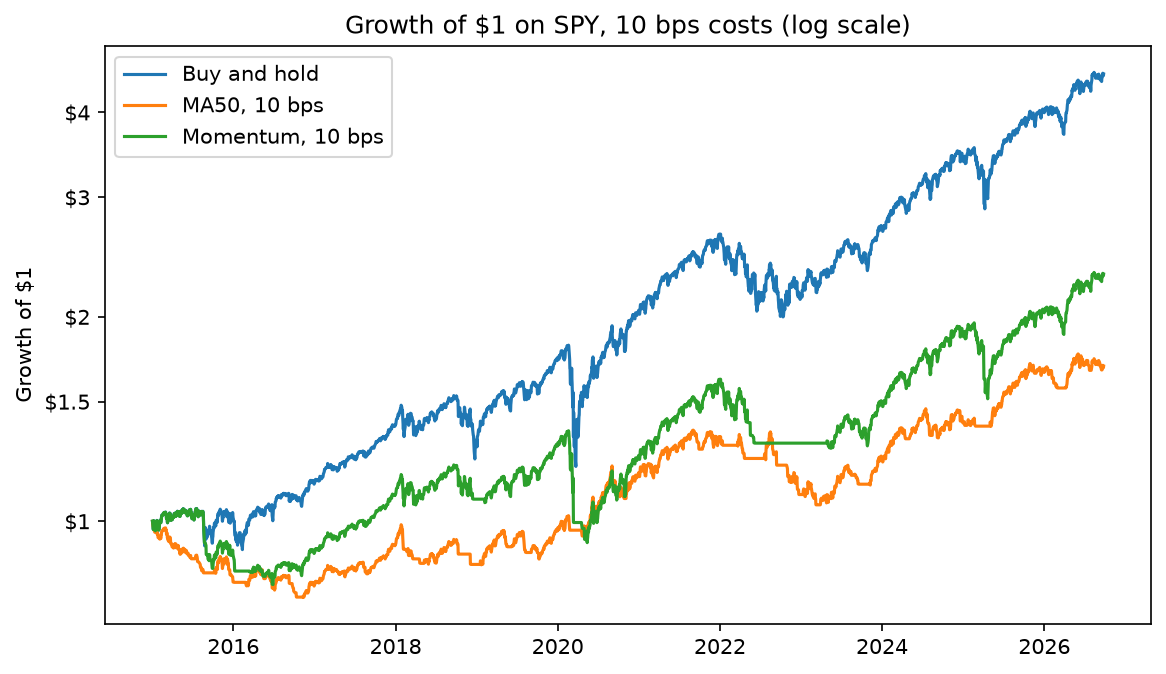 Growth of $1 on SPY, 10 bps costs (log scale)
Buy and hold
MA50, 10 bps
Momentum, 10 bps
Growth of $1
$4
$3
$2
$1.5
$1
2016 2018 2020 2022 2024 2026